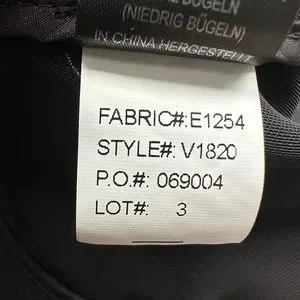 BÜGELN
(NIEDRIG BÜGELN)
IN CHINA HERGESTELLT
FABRIC#:E1254
STYLE#: V1820
P.O.#: 069004
LOT#: 3